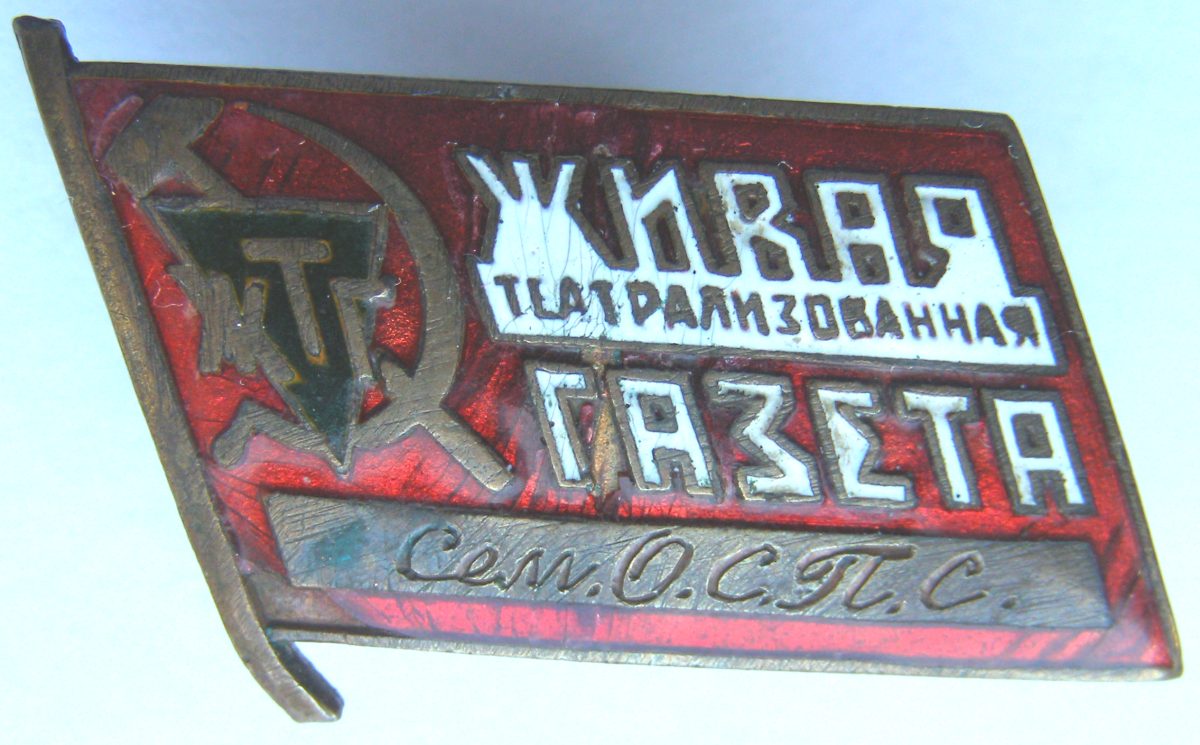 ЖТГ
ЖИВАЯ
ТЕАТРАЛИЗОВАННАЯ
ГАЗЕТА
Сем. О.С.П.С.